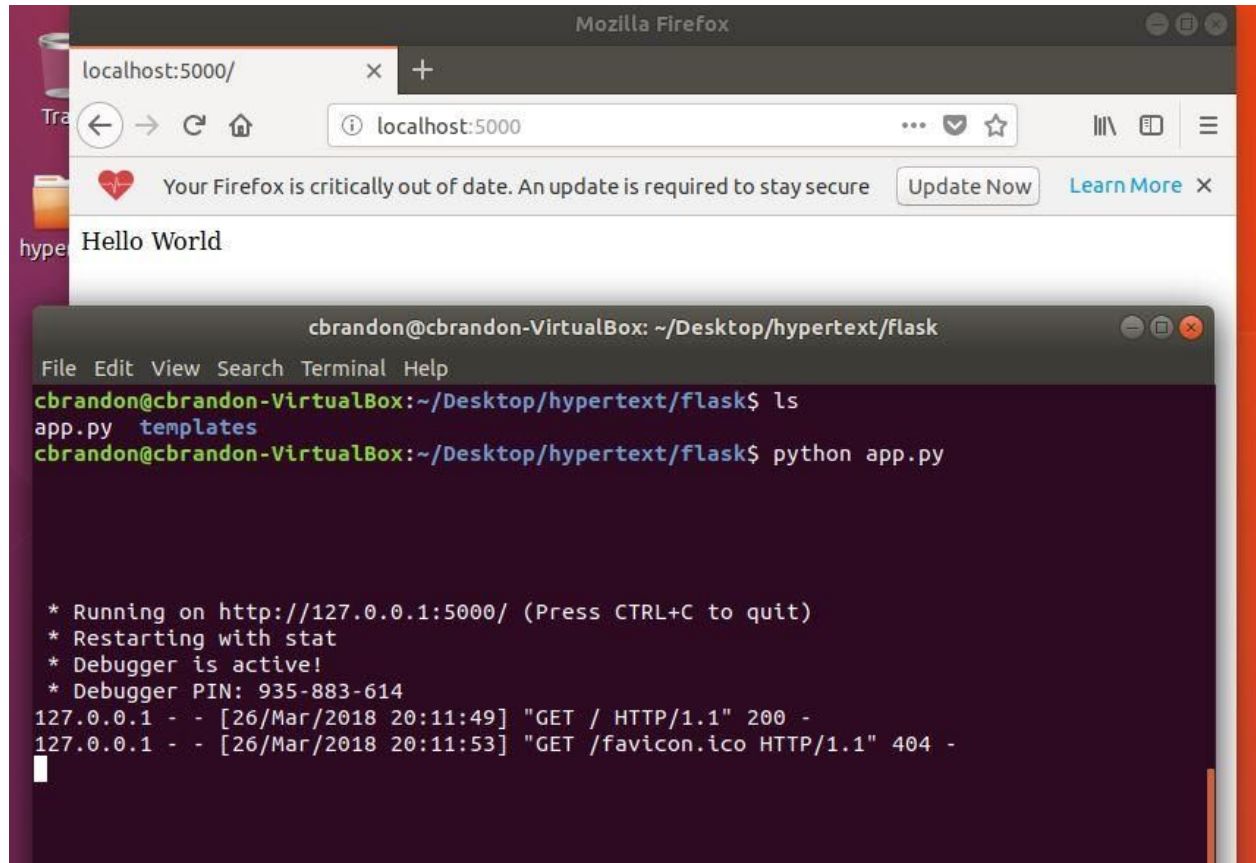 Mozilla Firefox
localhost:5000/
localhost:5000
Tra
Your Firefox is critically out of date. An update is required to stay secure Update Now Learn More
hype
Hello World
cbrandon@cbrandon-VirtualBox: ~/Desktop/hypertext/flask
File Edit View Search Terminal Help
cbrandon@cbrandon-VirtualBox:~/Desktop/hypertext/flask$ ls
app.py templates
cbrandon@cbrandon-VirtualBox:~/Desktop/hypertext/flask$ python app.py
* Running on http://127.0.0.1:5000/ (Press CTRL+C to quit)
* Restarting with stat
* Debugger is active!
* Debugger PIN: 935-883-614
127.0.0.1 - - [26/Mar/2018 20:11:49] "GET / HTTP/1.1" 200 -
127.0.0.1 - - [26/Mar/2018 20:11:53] "GET /favicon.ico HTTP/1.1" 404 -